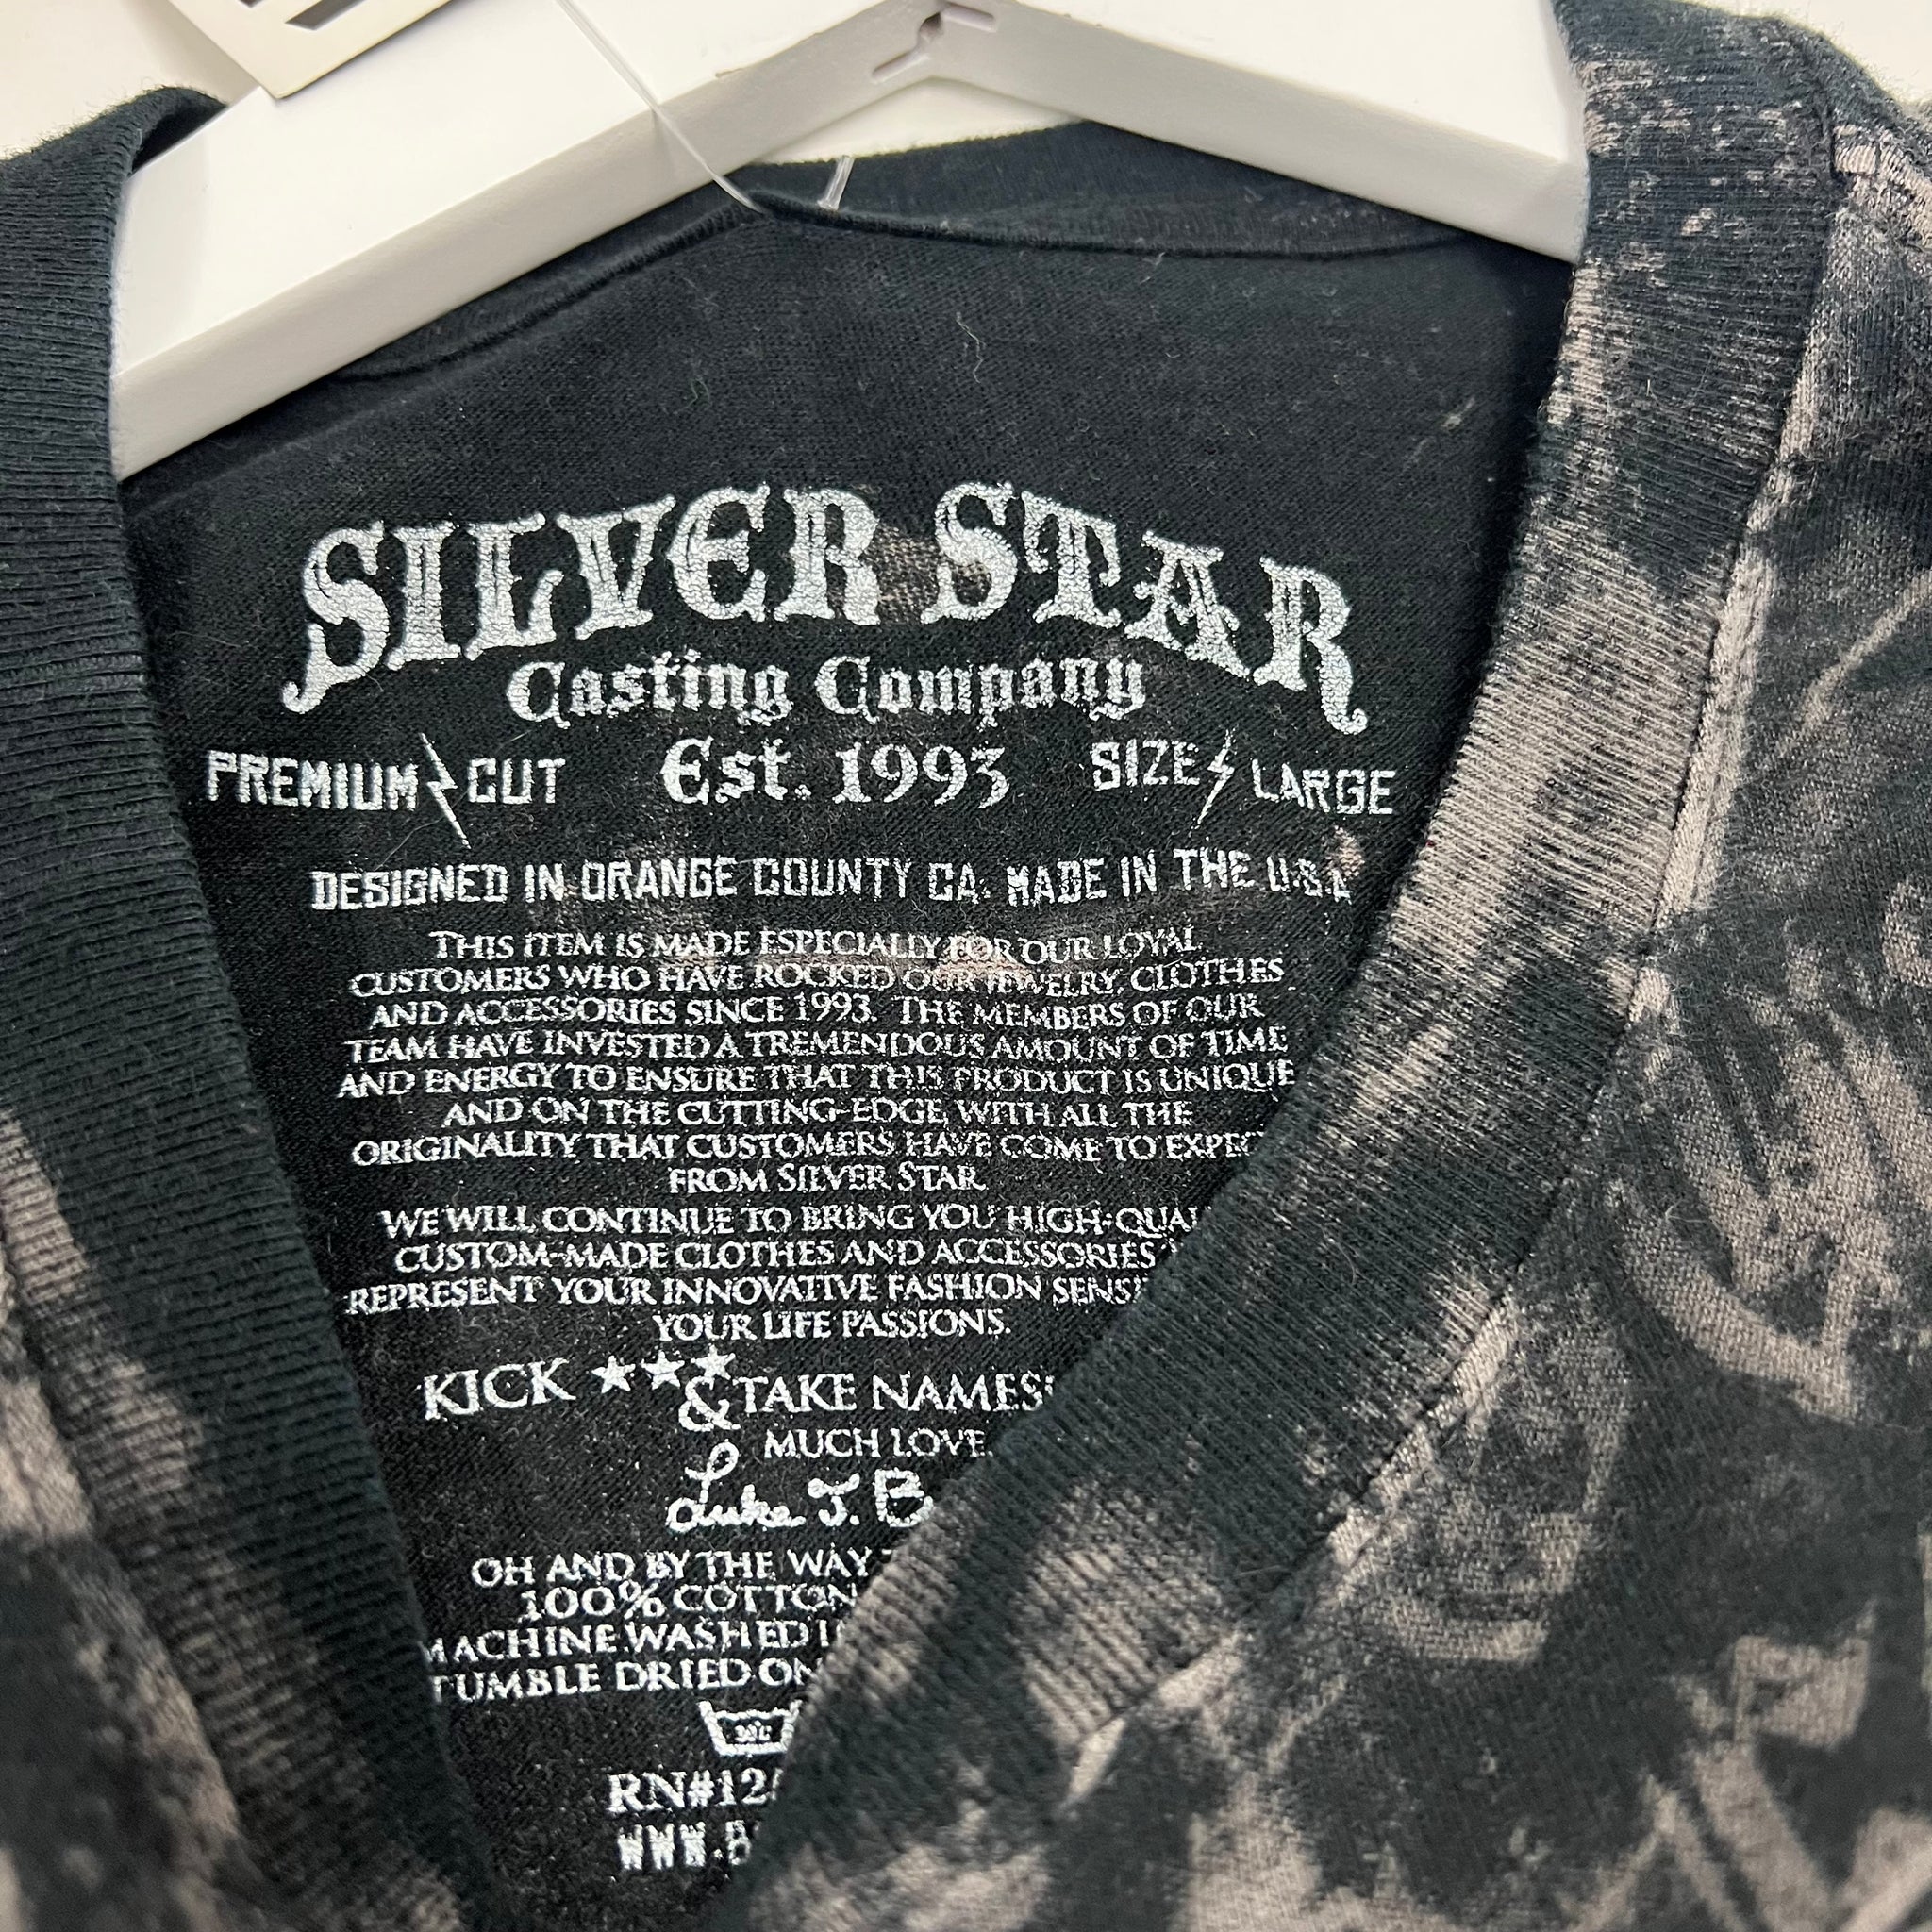 SILVER STAR
Casting Company
PREMIUM CUT Est. 1993 SIZE LARGE
DESIGNED IN ORANGE COUNTY CA. MADE IN THE U.S.A
THIS ITEM IS MADE ESPECIALLY FOR OUR LOYAL
CUSTOMERS WHO HAVE ROCKED OUR JEWELRY, CLOTHES
AND ACCESSORIES SINCE 1993. THE MEMBERS OF OUR
TEAM HAVE INVESTED A TREMENDOUS AMOUNT OF TIME
AND ENERGY TO ENSURE THAT THIS PRODUCT IS UNIQUE
AND ON THE CUTTING-EDGE, WITH ALL THE
ORIGINALITY THAT CUSTOMERS HAVE COME TO
FROM SILVER STAR.
WE WILL CONTINUE TO BRING YOU
CUSTOM-MADE CLOTHES AND ACCESSORIES
REPRESENT YOUR INNOVATIVE FASHION
YOUR LIFE PASSIONS.
KICK ★★★ & TAKE NAMES!
MUCH LOVE,
Luke J. B
OH AND BY THE WAY
100% COTTON
MACHINE WASHED
TUMBLE DRIED
30°C